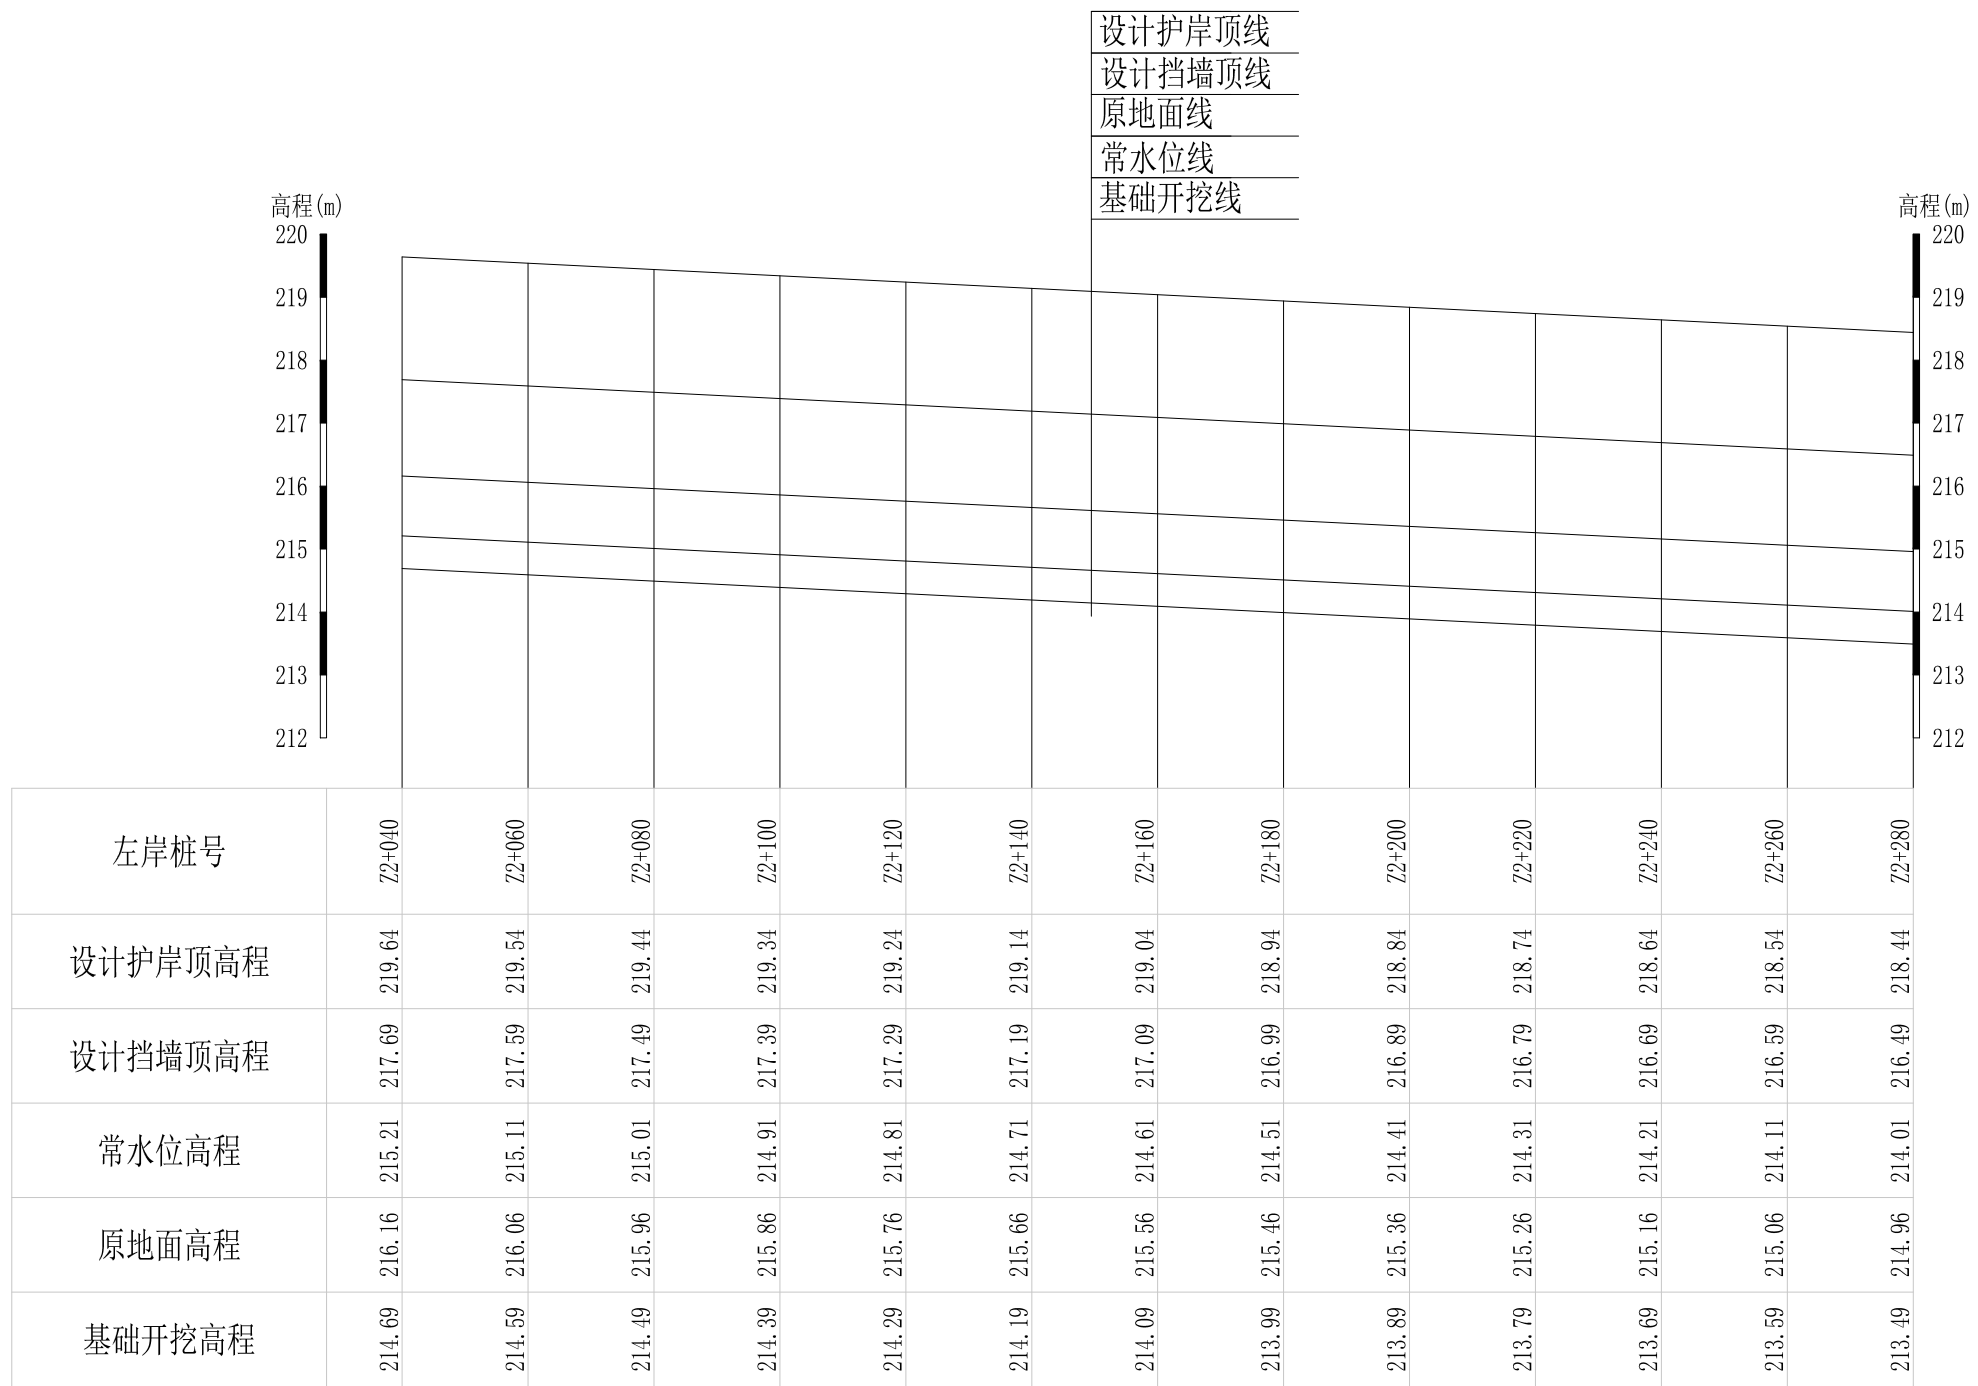 设计护岸顶线
设计挡墙顶线
原地面线
常水位线
基础开挖线
高程(m)
高程(m)
220
220
219
219
218
218
217
217
216
216
215
215
214
214
213
213
212
212
左岸桩号 Z2+040 Z2+060 Z2+080 Z2+100 Z2+120 Z2+140 Z2+160 Z2+180 Z2+200 Z2+220 Z2+240 Z2+260 Z2+280
设计护岸顶高程 219.64 219.54 219.44 219.34 219.24 219.14 219.04 218.94 218.84 218.74 218.64 218.54 218.44
设计挡墙顶高程 217.69 217.59 217.49 217.39 217.29 217.19 217.09 216.99 216.89 216.79 216.69 216.59 216.49
常水位高程 215.21 215.11 215.01 214.91 214.81 214.71 214.61 214.51 214.41 214.31 214.21 214.11 214.01
原地面高程 216.16 216.06 215.96 215.86 215.76 215.66 215.56 215.46 215.36 215.26 215.16 215.06 214.96
基础开挖高程 214.69 214.59 214.49 214.39 214.29 214.19 214.09 213.99 213.89 213.79 213.69 213.59 213.49